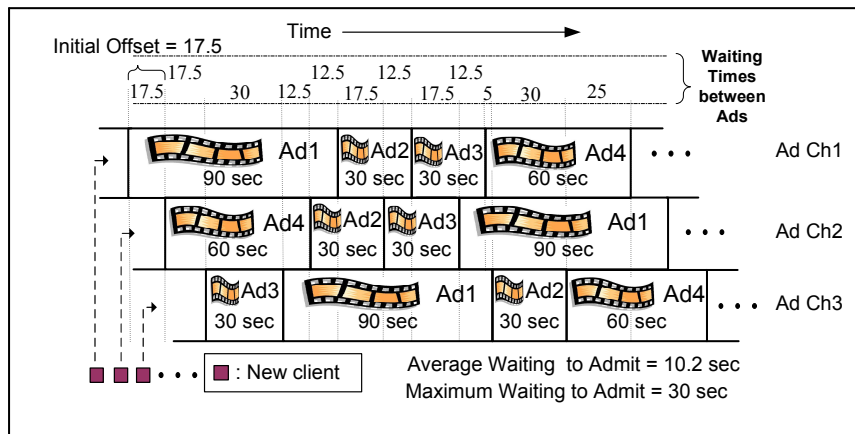 Time
Initial Offset = 17.5
Waiting
Times
between
Ads
17.5 12.5 12.5 12.5
17.5 30 12.5 17.5 17.5 5 30 25
Ad1 Ad2 Ad3 Ad4 • • • Ad Ch1
90 sec 30 sec 30 sec 60 sec
Ad4 Ad2 Ad3 Ad1 • • • Ad Ch2
60 sec 30 sec 30 sec 90 sec
Ad3 Ad1 Ad2 Ad4 • • • Ad Ch3
30 sec 90 sec 30 sec 60 sec
• • • : New client
Average Waiting to Admit = 10.2 sec
Maximum Waiting to Admit = 30 sec